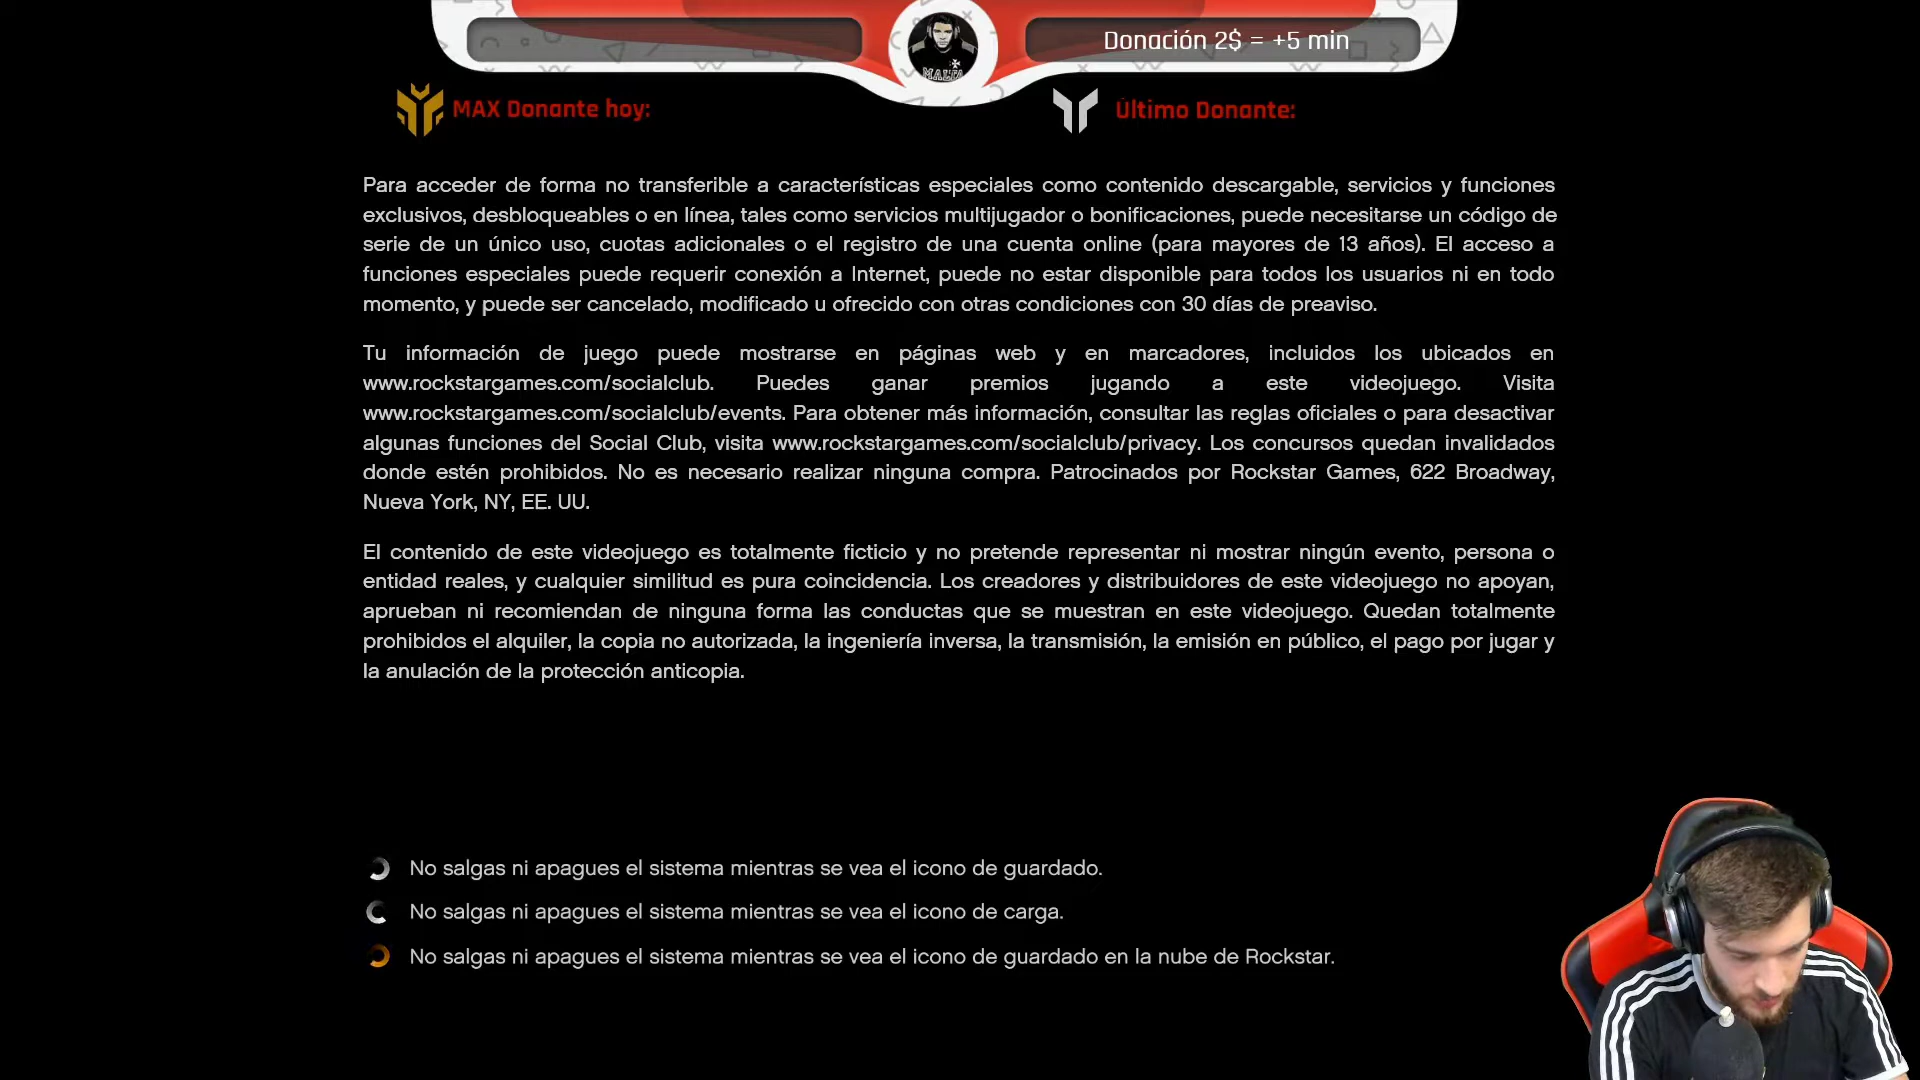 Donación 2$ = +5 min
MALTA
MAX Donante hoy:
Último Donante:
Para acceder de forma no transferible a características especiales como contenido descargable, servicios y funciones
exclusivos, desbloqueables o en línea, tales como servicios multijugador o bonificaciones, puede necesitarse un código de
serie de un único uso, cuotas adicionales o el registro de una cuenta online (para mayores de 13 años). El acceso a
funciones especiales puede requerir conexión a Internet, puede no estar disponible para todos los usuarios ni en todo
momento, y puede ser cancelado, modificado u ofrecido con otras condiciones con 30 días de preaviso.
Tu información de juego puede mostrarse en páginas web y en marcadores, incluidos los ubicados en
www.rockstargames.com/socialclub. Puedes ganar premios jugando a este videojuego. Visita
www.rockstargames.com/socialclub/events. Para obtener más información, consultar las reglas oficiales o para desactivar
algunas funciones del Social Club, visita www.rockstargames.com/socialclub/privacy. Los concursos quedan invalidados
donde estén prohibidos. No es necesario realizar ninguna compra. Patrocinados por Rockstar Games, 622 Broadway,
Nueva York, NY, EE. UU.
El contenido de este videojuego es totalmente ficticio y no pretende representar ni mostrar ningún evento, persona o
entidad reales, y cualquier similitud es pura coincidencia. Los creadores y distribuidores de este videojuego no apoyan,
aprueban ni recomiendan de ninguna forma las conductas que se muestran en este videojuego. Quedan totalmente
prohibidos el alquiler, la copia no autorizada, la ingeniería inversa, la transmisión, la emisión en público, el pago por jugar y
la anulación de la protección anticopia.
No salgas ni apagues el sistema mientras se vea el icono de guardado.
No salgas ni apagues el sistema mientras se vea el icono de carga.
No salgas ni apagues el sistema mientras se vea el icono de guardado en la nube de Rockstar.